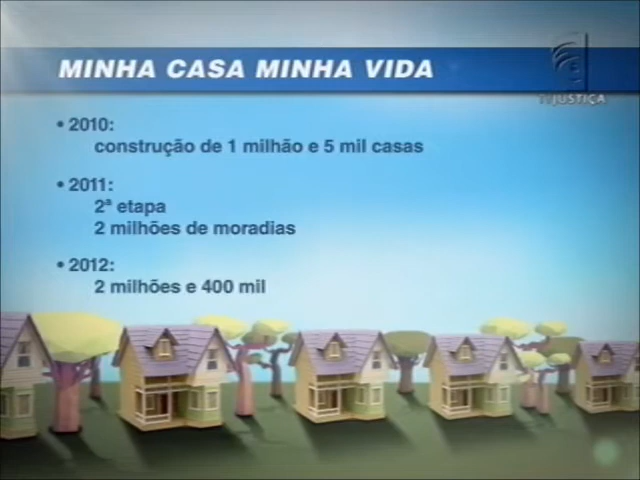 MINHA CASA MINHA VIDA
TVJUSTIÇA
• 2010:
construção de 1 milhão e 5 mil casas
• 2011:
2ª etapa
2 milhões de moradias
• 2012:
2 milhões e 400 mil